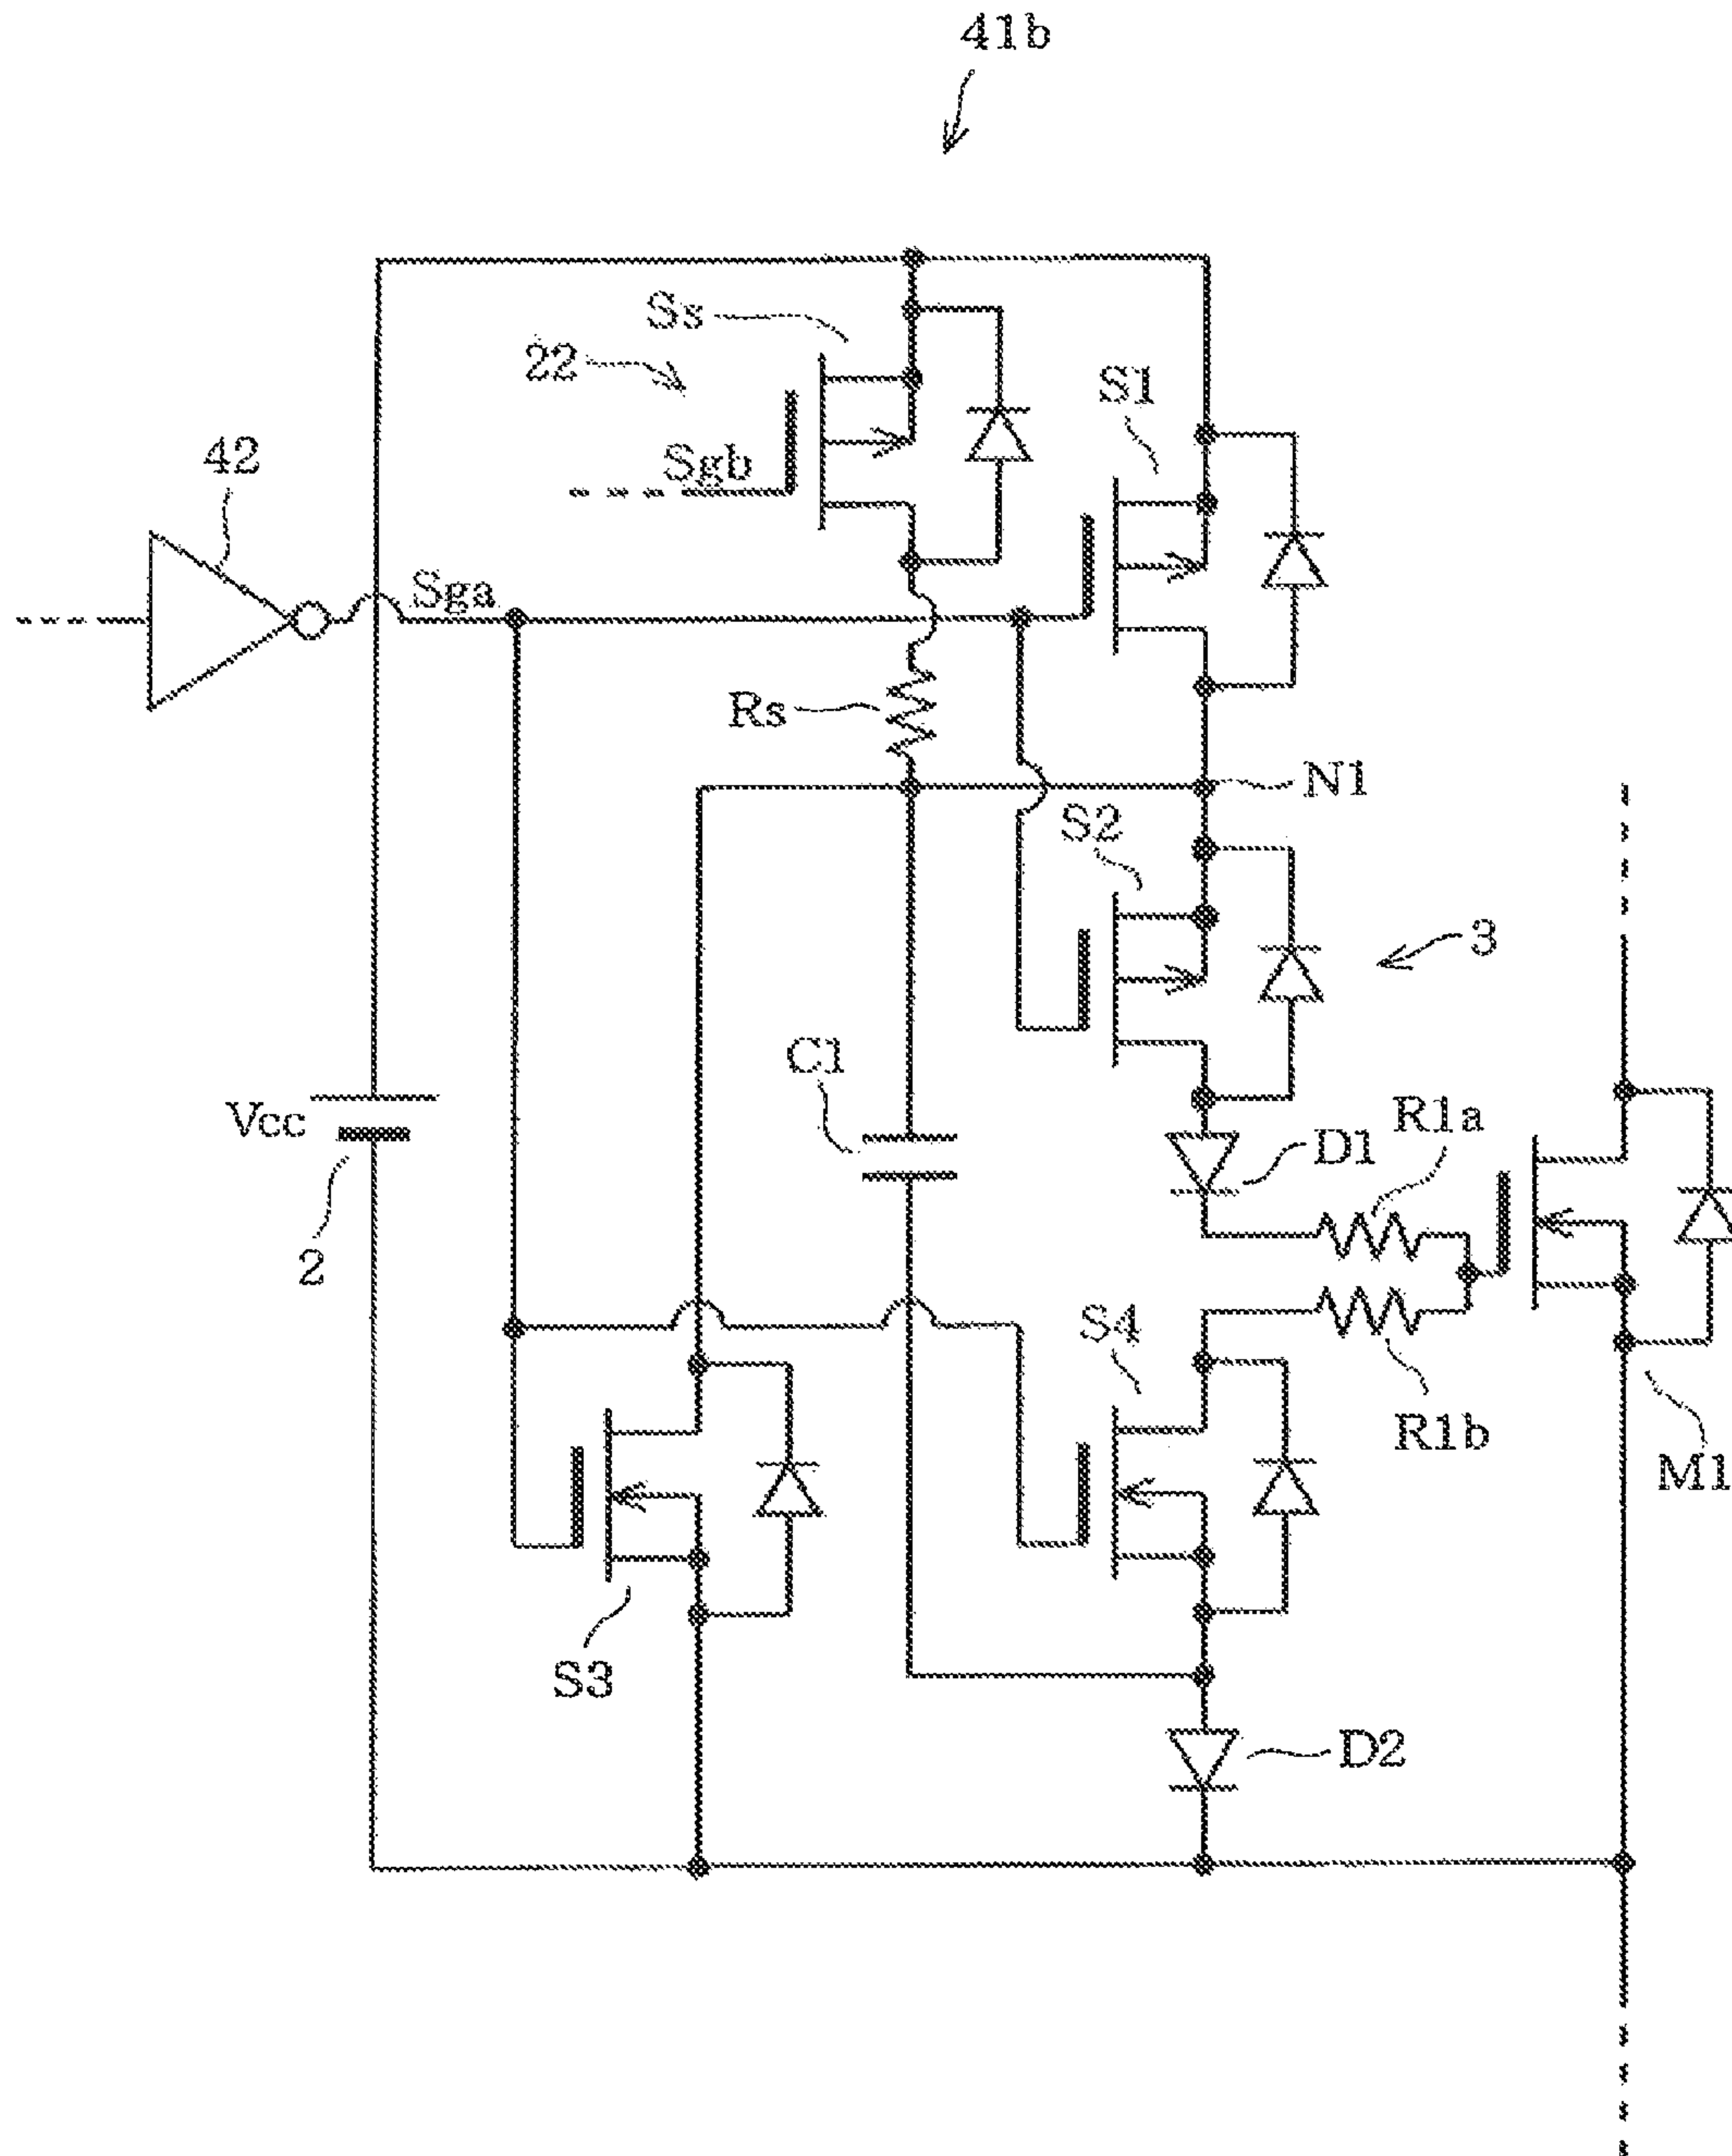 41b
Ss
22
S1
42
Sgb
Sga
Rs
N1
S2
3
C1
Vcc
R1a
D1
2
S4
R1b
M1
S3
D2